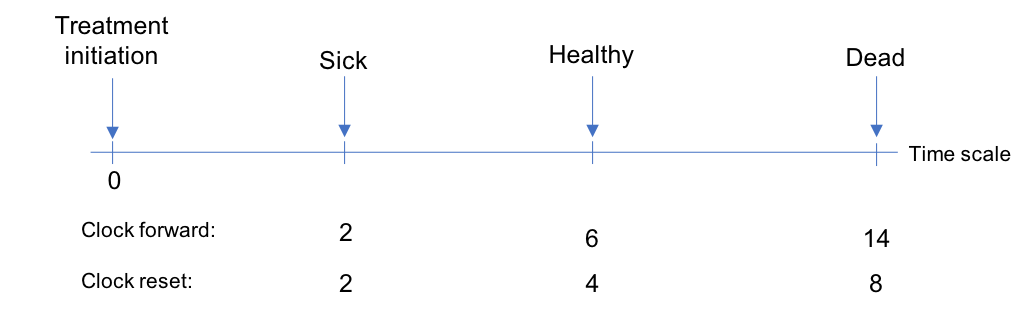 Treatment
initiation
Sick
Healthy
Dead
Time scale
0
Clock forward: 2 6 14
Clock reset: 2 4 8